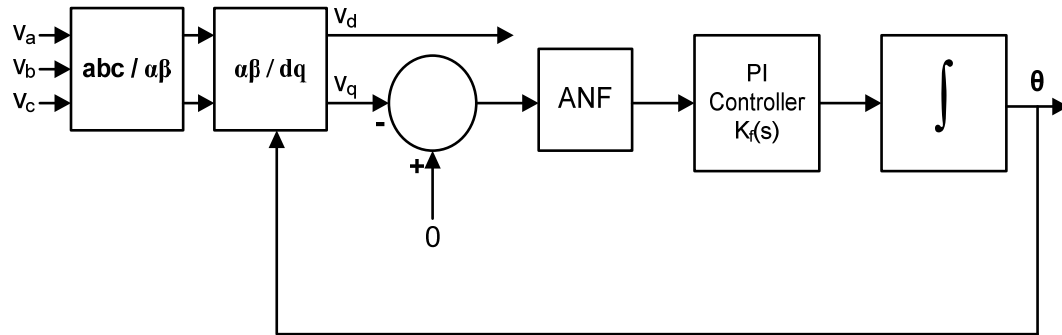 Va
Vb
Vc
abc / αβ
αβ / dq
Vd
Vq
-
+
0
ANF
PI
Controller
Kf(s)
∫
θ